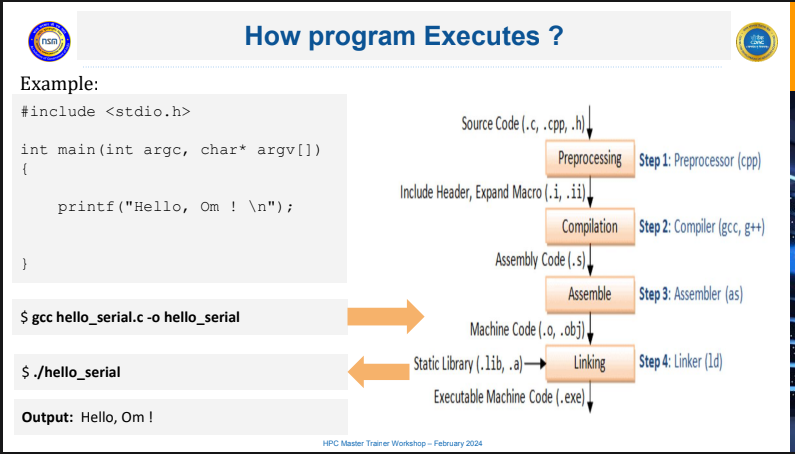 How program Executes ?
nsm
Example:
#include <stdio.h>
int main(int argc, char* argv[])
{
printf("Hello, Om ! \n");
}
$ gcc hello_serial.c -o hello_serial
$ ./hello_serial
Output: Hello, Om !
Source Code (.c, .cpp, .h)
Preprocessing Step 1: Preprocessor (cpp)
Include Header, Expand Macro (.i, .ii)
Compilation Step 2: Compiler (gcc, g++)
Assembly Code (.s)
Assemble Step 3: Assembler (as)
Machine Code (.o, .obj)
Static Library (.lib, .a) Linking Step 4: Linker (ld)
Executable Machine Code (.exe)
HPC Master Trainer Workshop – February 2024